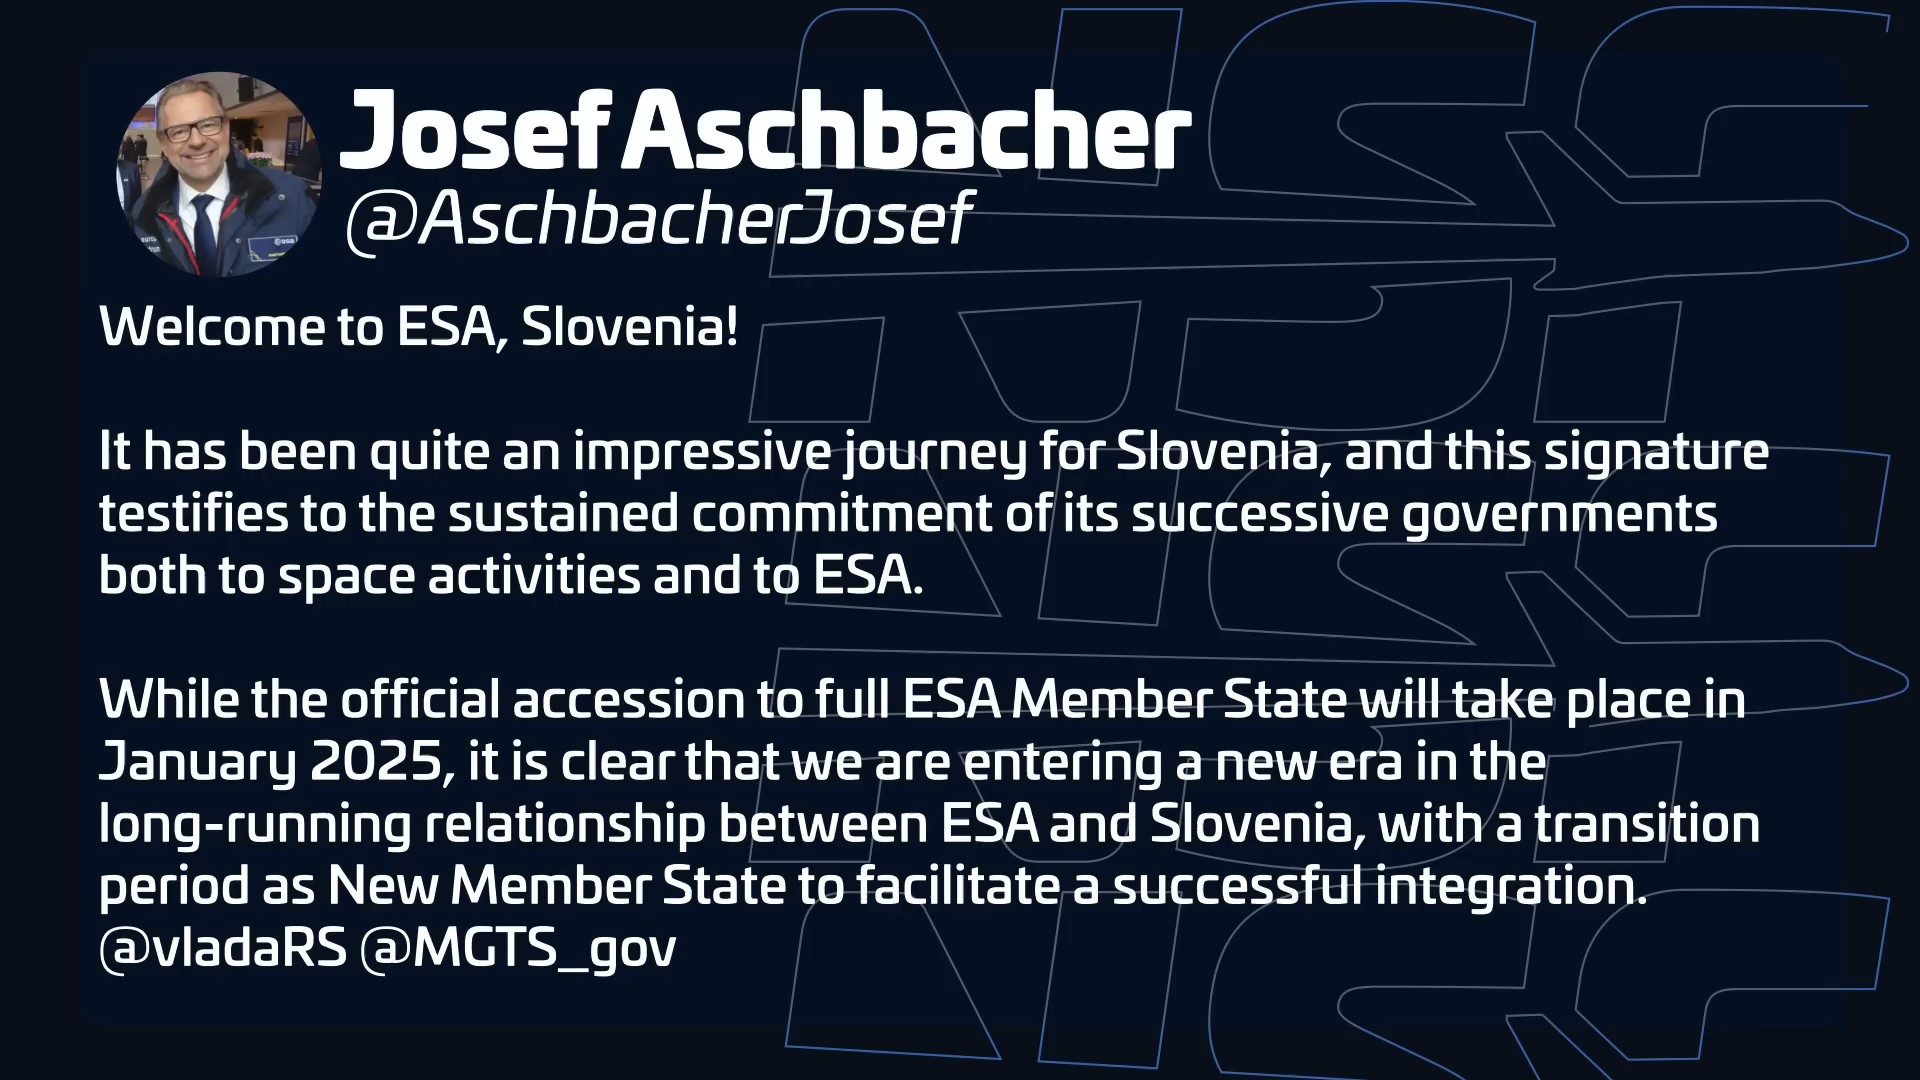 Josef Aschbacher
@AschbacherJosef
Welcome to ESA, Slovenia!
It has been quite an impressive journey for Slovenia, and this signature
testifies to the sustained commitment of its successive governments
both to space activities and to ESA.
While the official accession to full ESA Member State will take place in
January 2025, it is clear that we are entering a new era in the
long-running relationship between ESA and Slovenia, with a transition
period as New Member State to facilitate a successful integration.
@vladaRS @MGTS_gov
esa